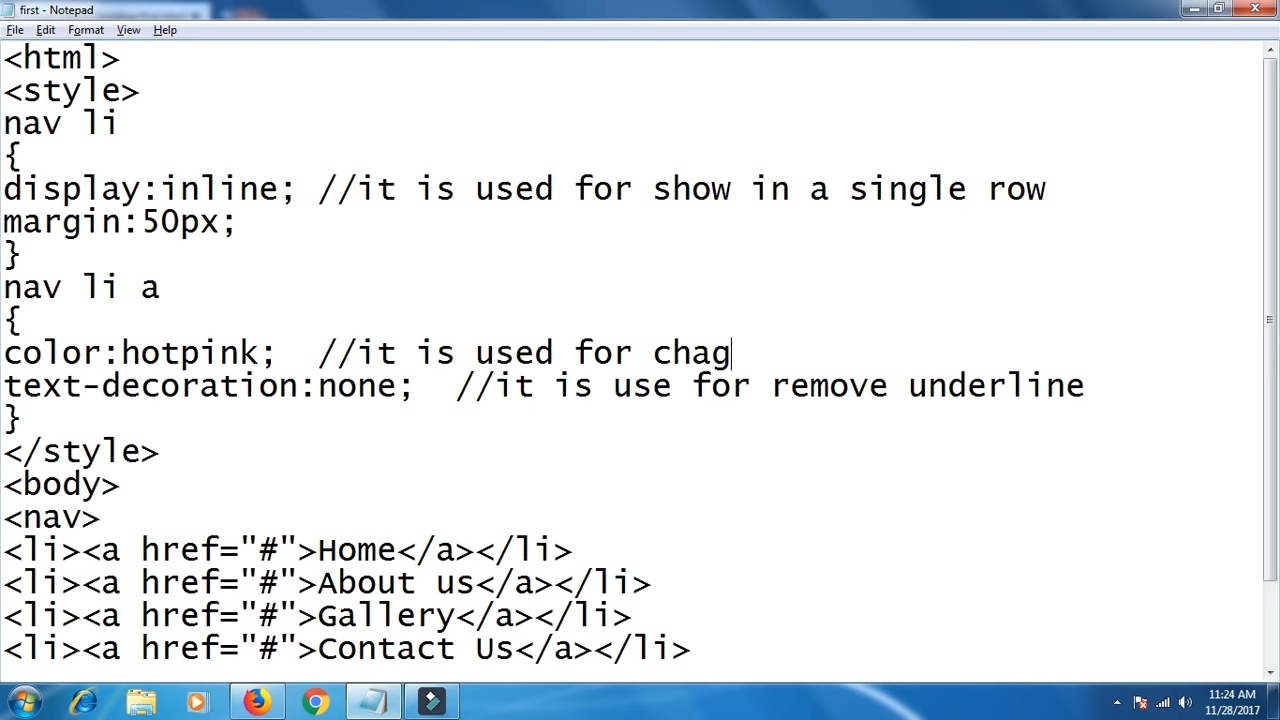 first - Notepad
File Edit Format View Help
<html>
<style>
nav li
{
display:inline; //it is used for show in a single row
margin:50px;
}
nav li a
{
color:hotpink;  //it is used for chag
text-decoration:none;  //it is use for remove underline
}
</style>
<body>
<nav>
<li><a href="#">Home</a></li>
<li><a href="#">About us</a></li>
<li><a href="#">Gallery</a></li>
<li><a href="#">Contact Us</a></li>
11:24 AM
11/28/2017